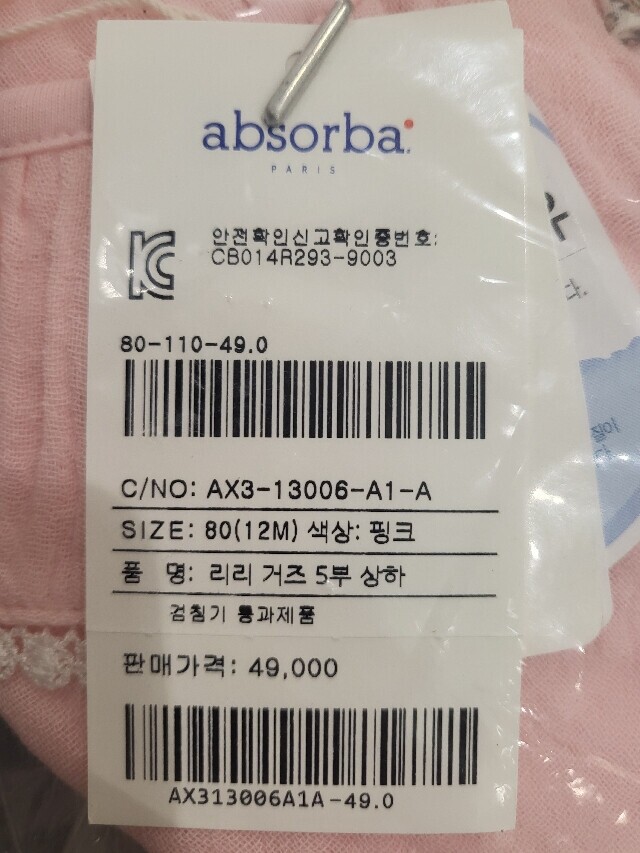 absorba
PARIS
안전확인신고확인증번호:
CB014R293-9003
80-110-49.0
C/NO: AX3-13006-A1-A
SIZE: 80(12M) 색상: 핑크
품 명: 리리 거즈 5부 상하
검침기 통과제품
판매가격: 49,000
AX313006A1A-49.0